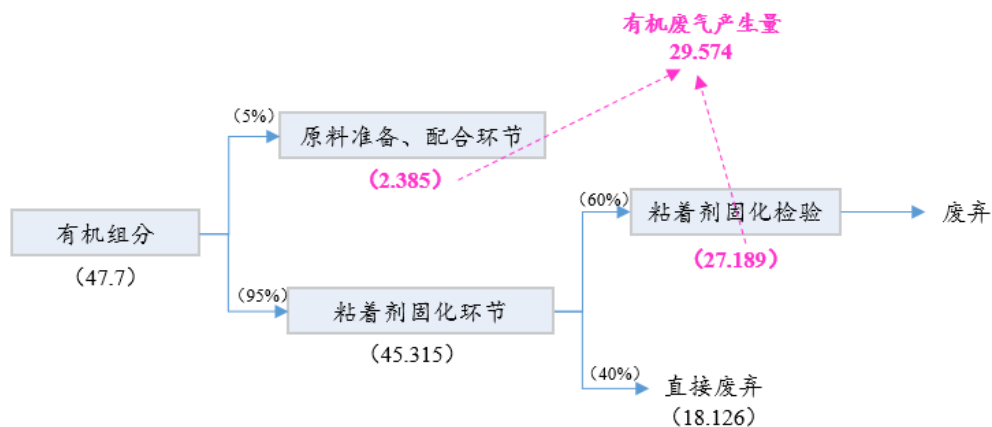 有机废气产生量
29.574
（5%）
原料准备、配合环节
（2.385）
（60%）
粘着剂固化检验
废弃
有机组分
（27.189）
（47.7）
（95%）
粘着剂固化环节
（45.315）
（40%）
直接废弃
（18.126）